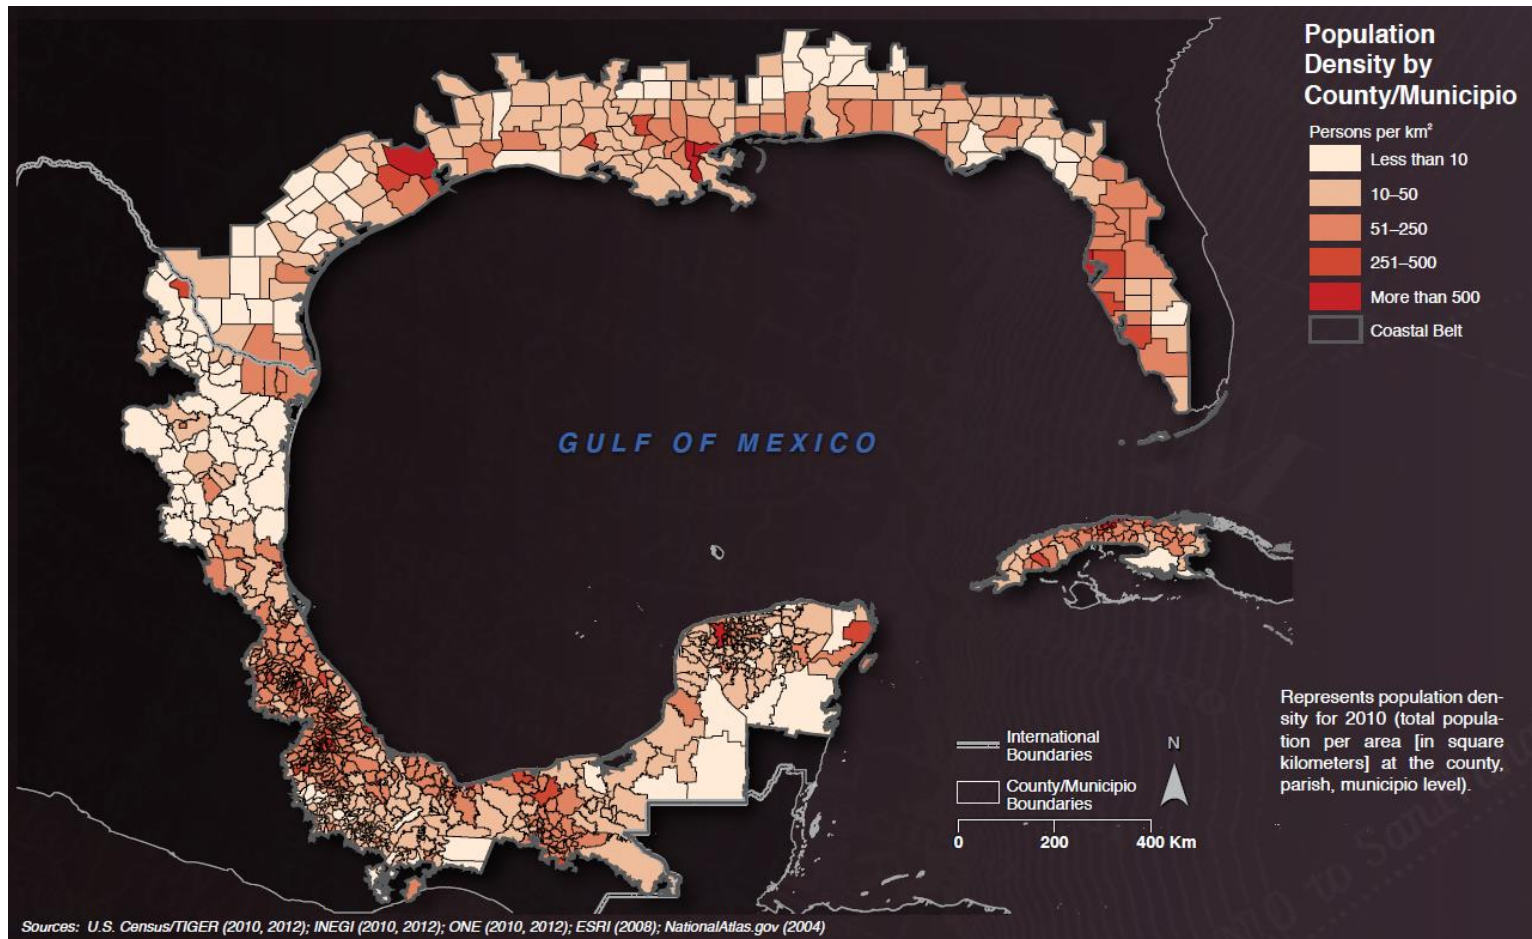 Population
Density by
County/Municipio
Persons per km²
Less than 10
10–50
51–250
251–500
More than 500
Coastal Belt
GULF OF MEXICO
Represents population den-
sity for 2010 (total popula-
tion per area [in square
kilometers] at the county,
parish, municipio level).
International
Boundaries
County/Municipio
Boundaries
N
0 200 400 Km
Sources: U.S. Census/TIGER (2010, 2012); INEGI (2010, 2012); ONE (2010, 2012); ESRI (2008); NationalAtlas.gov (2004)